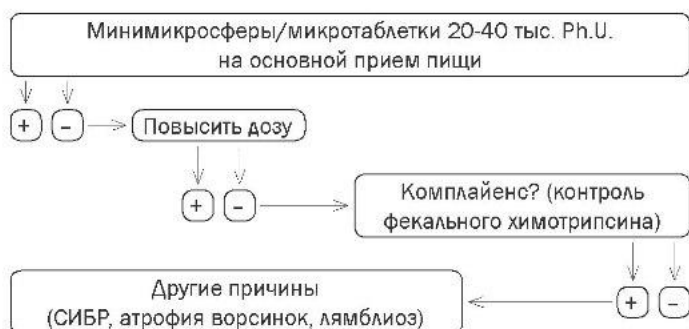 Минимикросферы/микротаблетки 20-40 тыс. Ph.U.
на основной прием пищи
+ − Повысить дозу
+ − Комплайенс? (контроль
фекального химотрипсина)
+ −
Другие причины
(СИБР, атрофия ворсинок, лямблиоз)